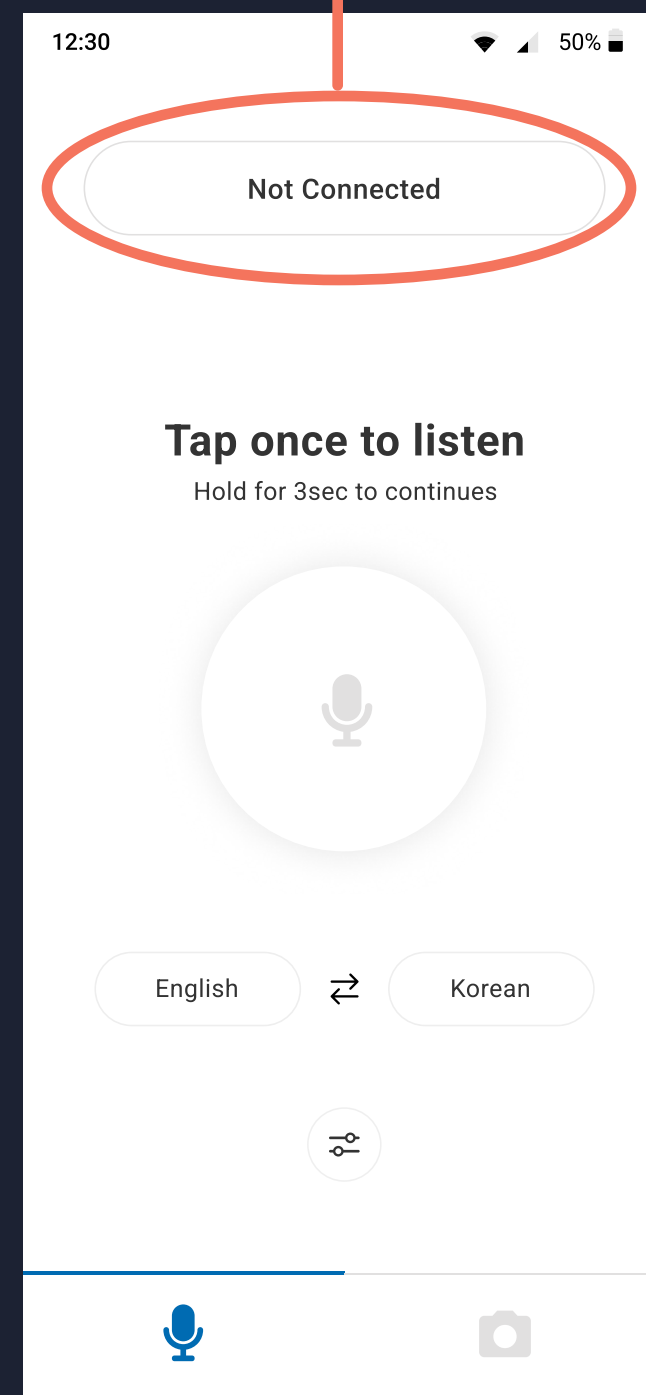 12:30
50%
Not Connected
Tap once to listen
Hold for 3sec to continues
English
Korean